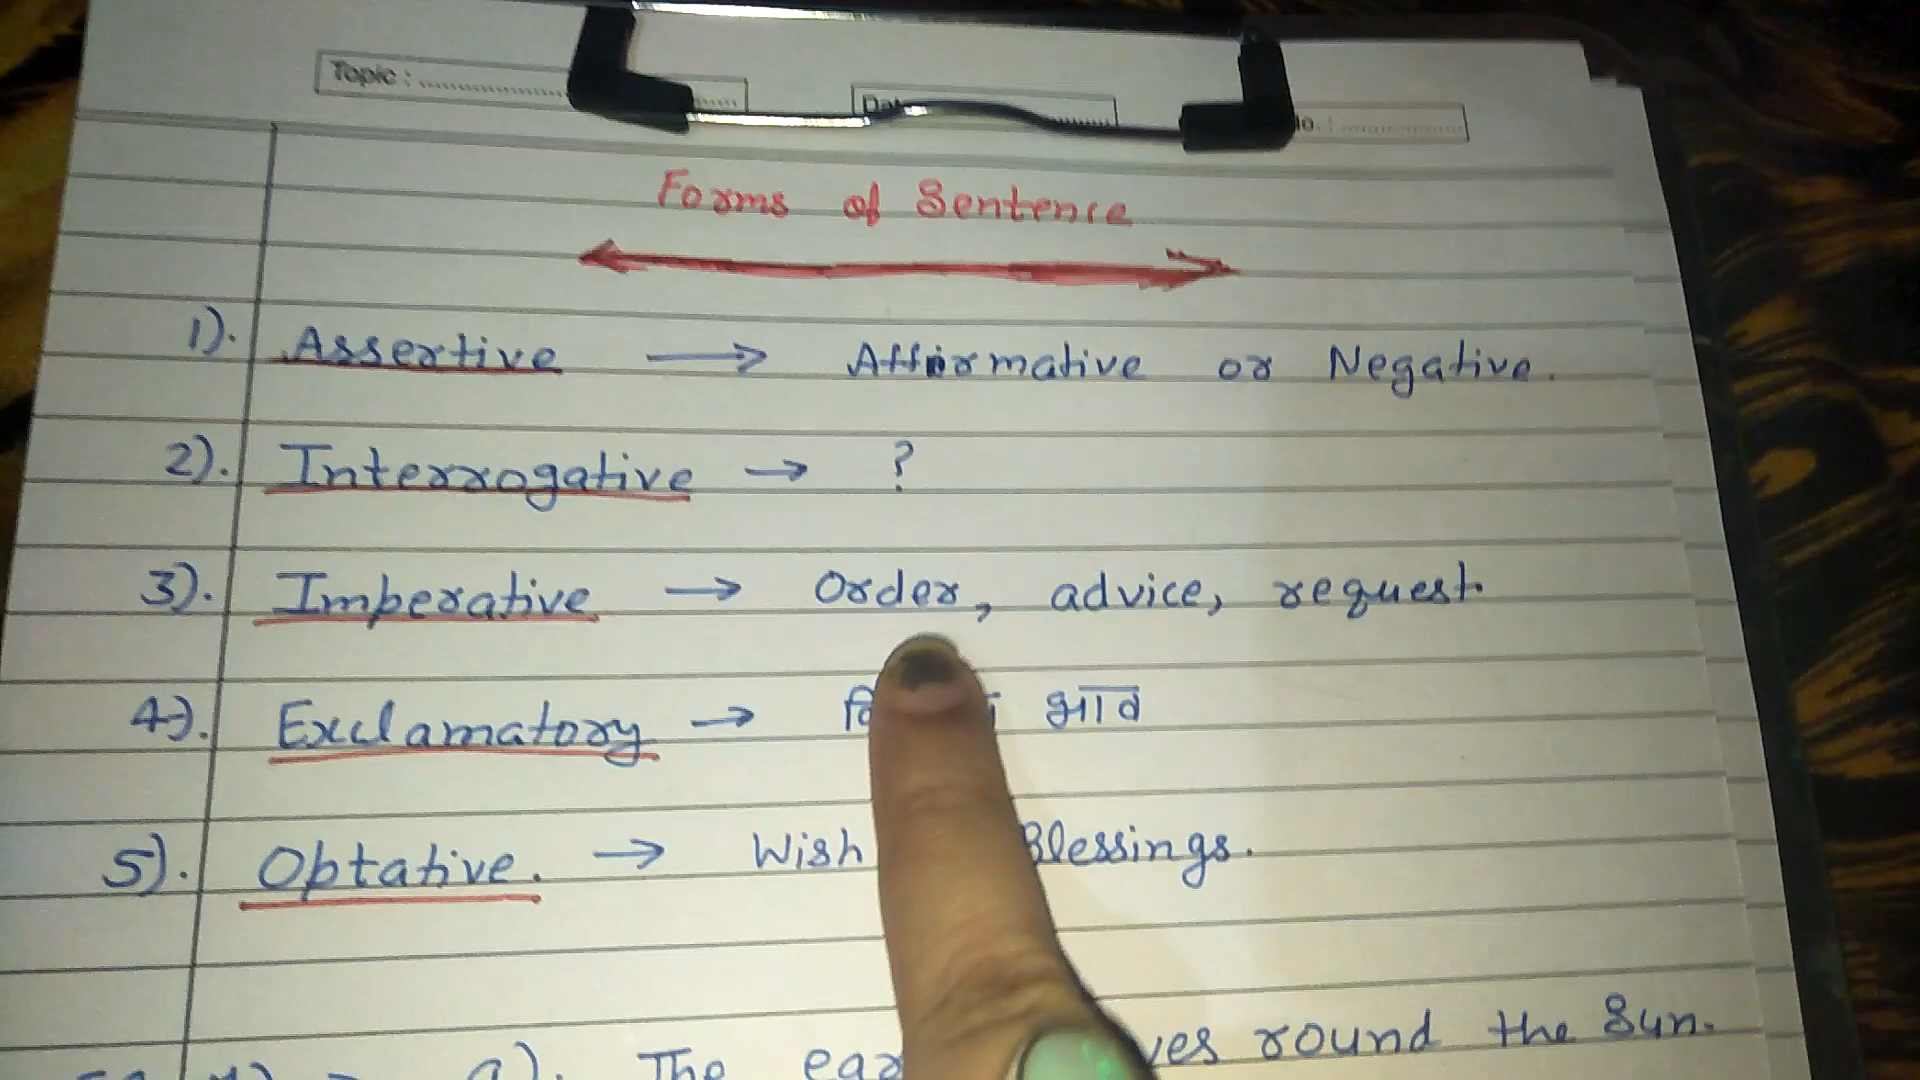 Topic :
Forms of Sentence
1). Assertive → Affirmative or Negative.
2). Interrogative → ?
3). Imperative → Order, advice, request.
4). Exclamatory → भाव
5). Optative. → Wish Blessings.
a). The round the Sun.